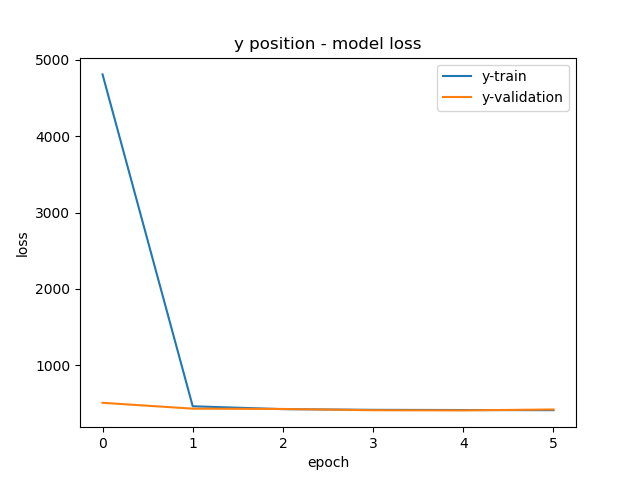 y position - model loss
y-train
y-validation
5000
4000
3000
2000
1000
loss
0 1 2 3 4 5
epoch